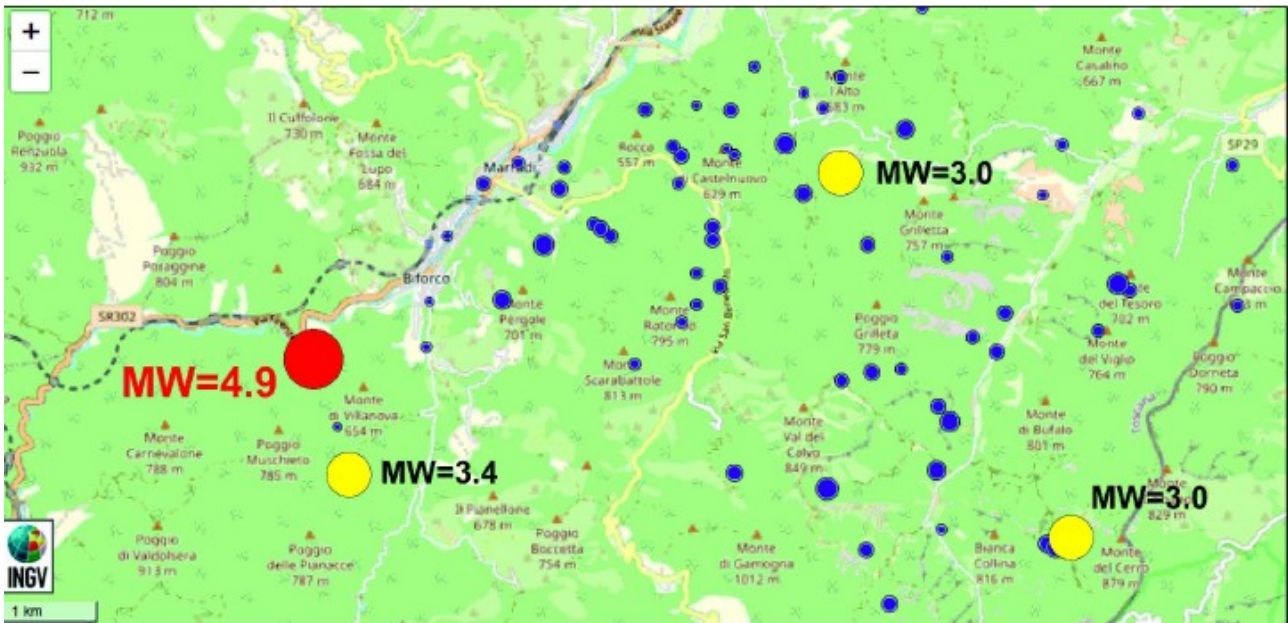 712 m
+
−
Il Cuffolone
730 m
Poggio
Renzuola
932 m
Monte
Fossa del
Lupo
684 m
Marradi
Rocca
557 m
Monte
di Castelnuovo
629 m
Monte
l'Alto
683 m
Monte
Casalino
667 m
SP29
MW=3.0
Monte
Grilletta
757 m
Poggio
Poraggine
804 m
Biforco
SR302
Monte
Pergole
701 m
Monte
Rotondo
795 m
Via San Benedetto
Poggio
Grilleta
779 m
del Tesoro
702 m
Monte
Campaccio
Monte
del Viglio
764 m
Poggio
Dometa
790 m
MW=4.9
Scarabattole
813 m
Monte
di Villanova
654 m
Monte
Carnevalone
788 m
Poggio
Muschieto
785 m
MW=3.4
Monte
Val del
Calvo
849 m
Monte
di Bufalo
801 m
MW=3.0
Monte
829 m
Il Pianellone
678 m
Poggio
Boccetta
754 m
Poggio
di Valdolsera
913 m
Poggio
delle Pianacce
787 m
Monte
di Gamogna
1012 m
Bianca
Collina
816 m
Monte
del Cerro
879 m
INGV
1 km